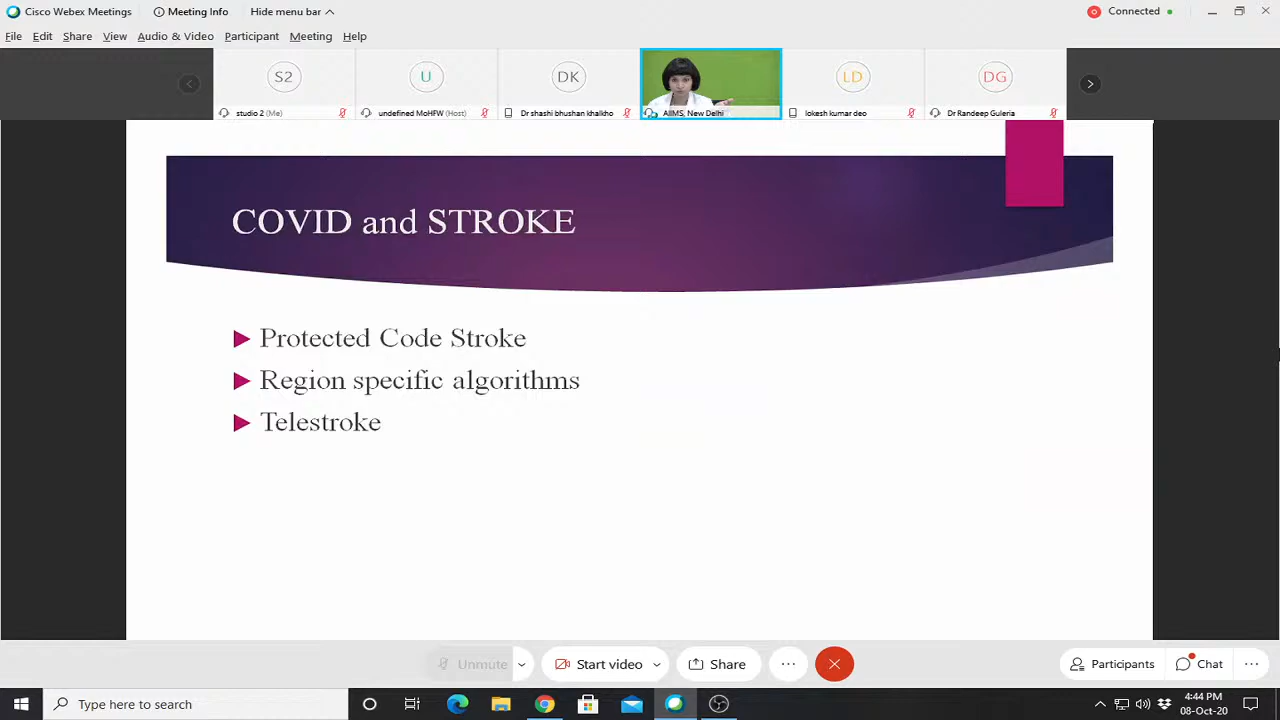 Cisco Webex Meetings
Meeting Info
Hide menu bar
Connected
File Edit Share View Audio & Video Participant Meeting Help
S2 U DK LD DG
studio 2 (Me) undefined MoHFW (Host) Dr shashi bhushan khalkho AIIMS, New Delhi lokesh kumar deo Dr Randeep Guleria
COVID and STROKE
Protected Code Stroke
Region specific algorithms
Telestroke
Unmute Start video Share Participants Chat
Type here to search
4:44 PM
08-Oct-20